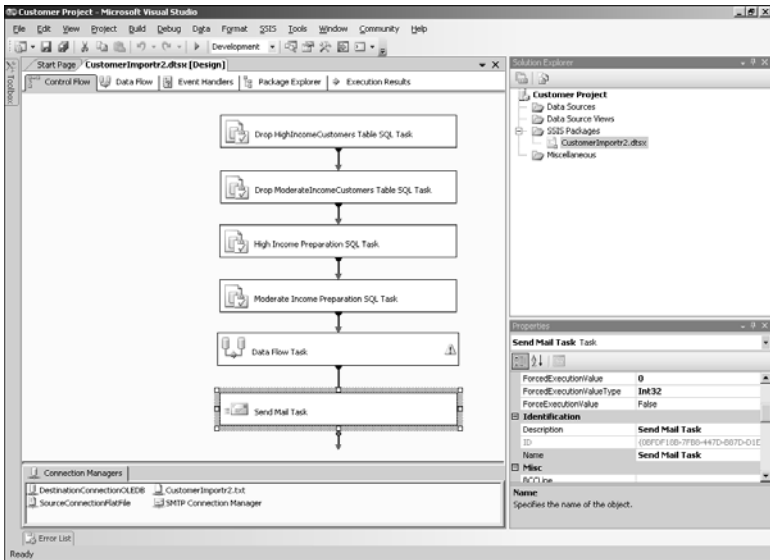 Customer Project - Microsoft Visual Studio
File Edit View Project Build Debug Data Format SSIS Tools Window Community Help
Development
Toolbox
Start Page CustomerImportr2.dtsx [Design]
Control Flow Data Flow Event Handlers Package Explorer Execution Results
Drop HighIncomeCustomers Table SQL Task
Drop ModerateIncomeCustomers Table SQL Task
High Income Preparation SQL Task
Moderate Income Preparation SQL Task
Data Flow Task
Send Mail Task
Connection Managers
DestinationConnectionOLEDB CustomerImportr2.txt
SourceConnectionFlatFile SMTP Connection Manager
Error List
Ready
Solution Explorer
Customer Project
Data Sources
Data Source Views
SSIS Packages
CustomerImportr2.dtsx
Miscellaneous
Properties
Send Mail Task Task
ForcedExecutionValue 0
ForcedExecutionValueType Int32
ForceExecutionValue False
Identification
Description Send Mail Task
ID
Name Send Mail Task
Misc
BCCLine
Name
Specifies the name of the object.